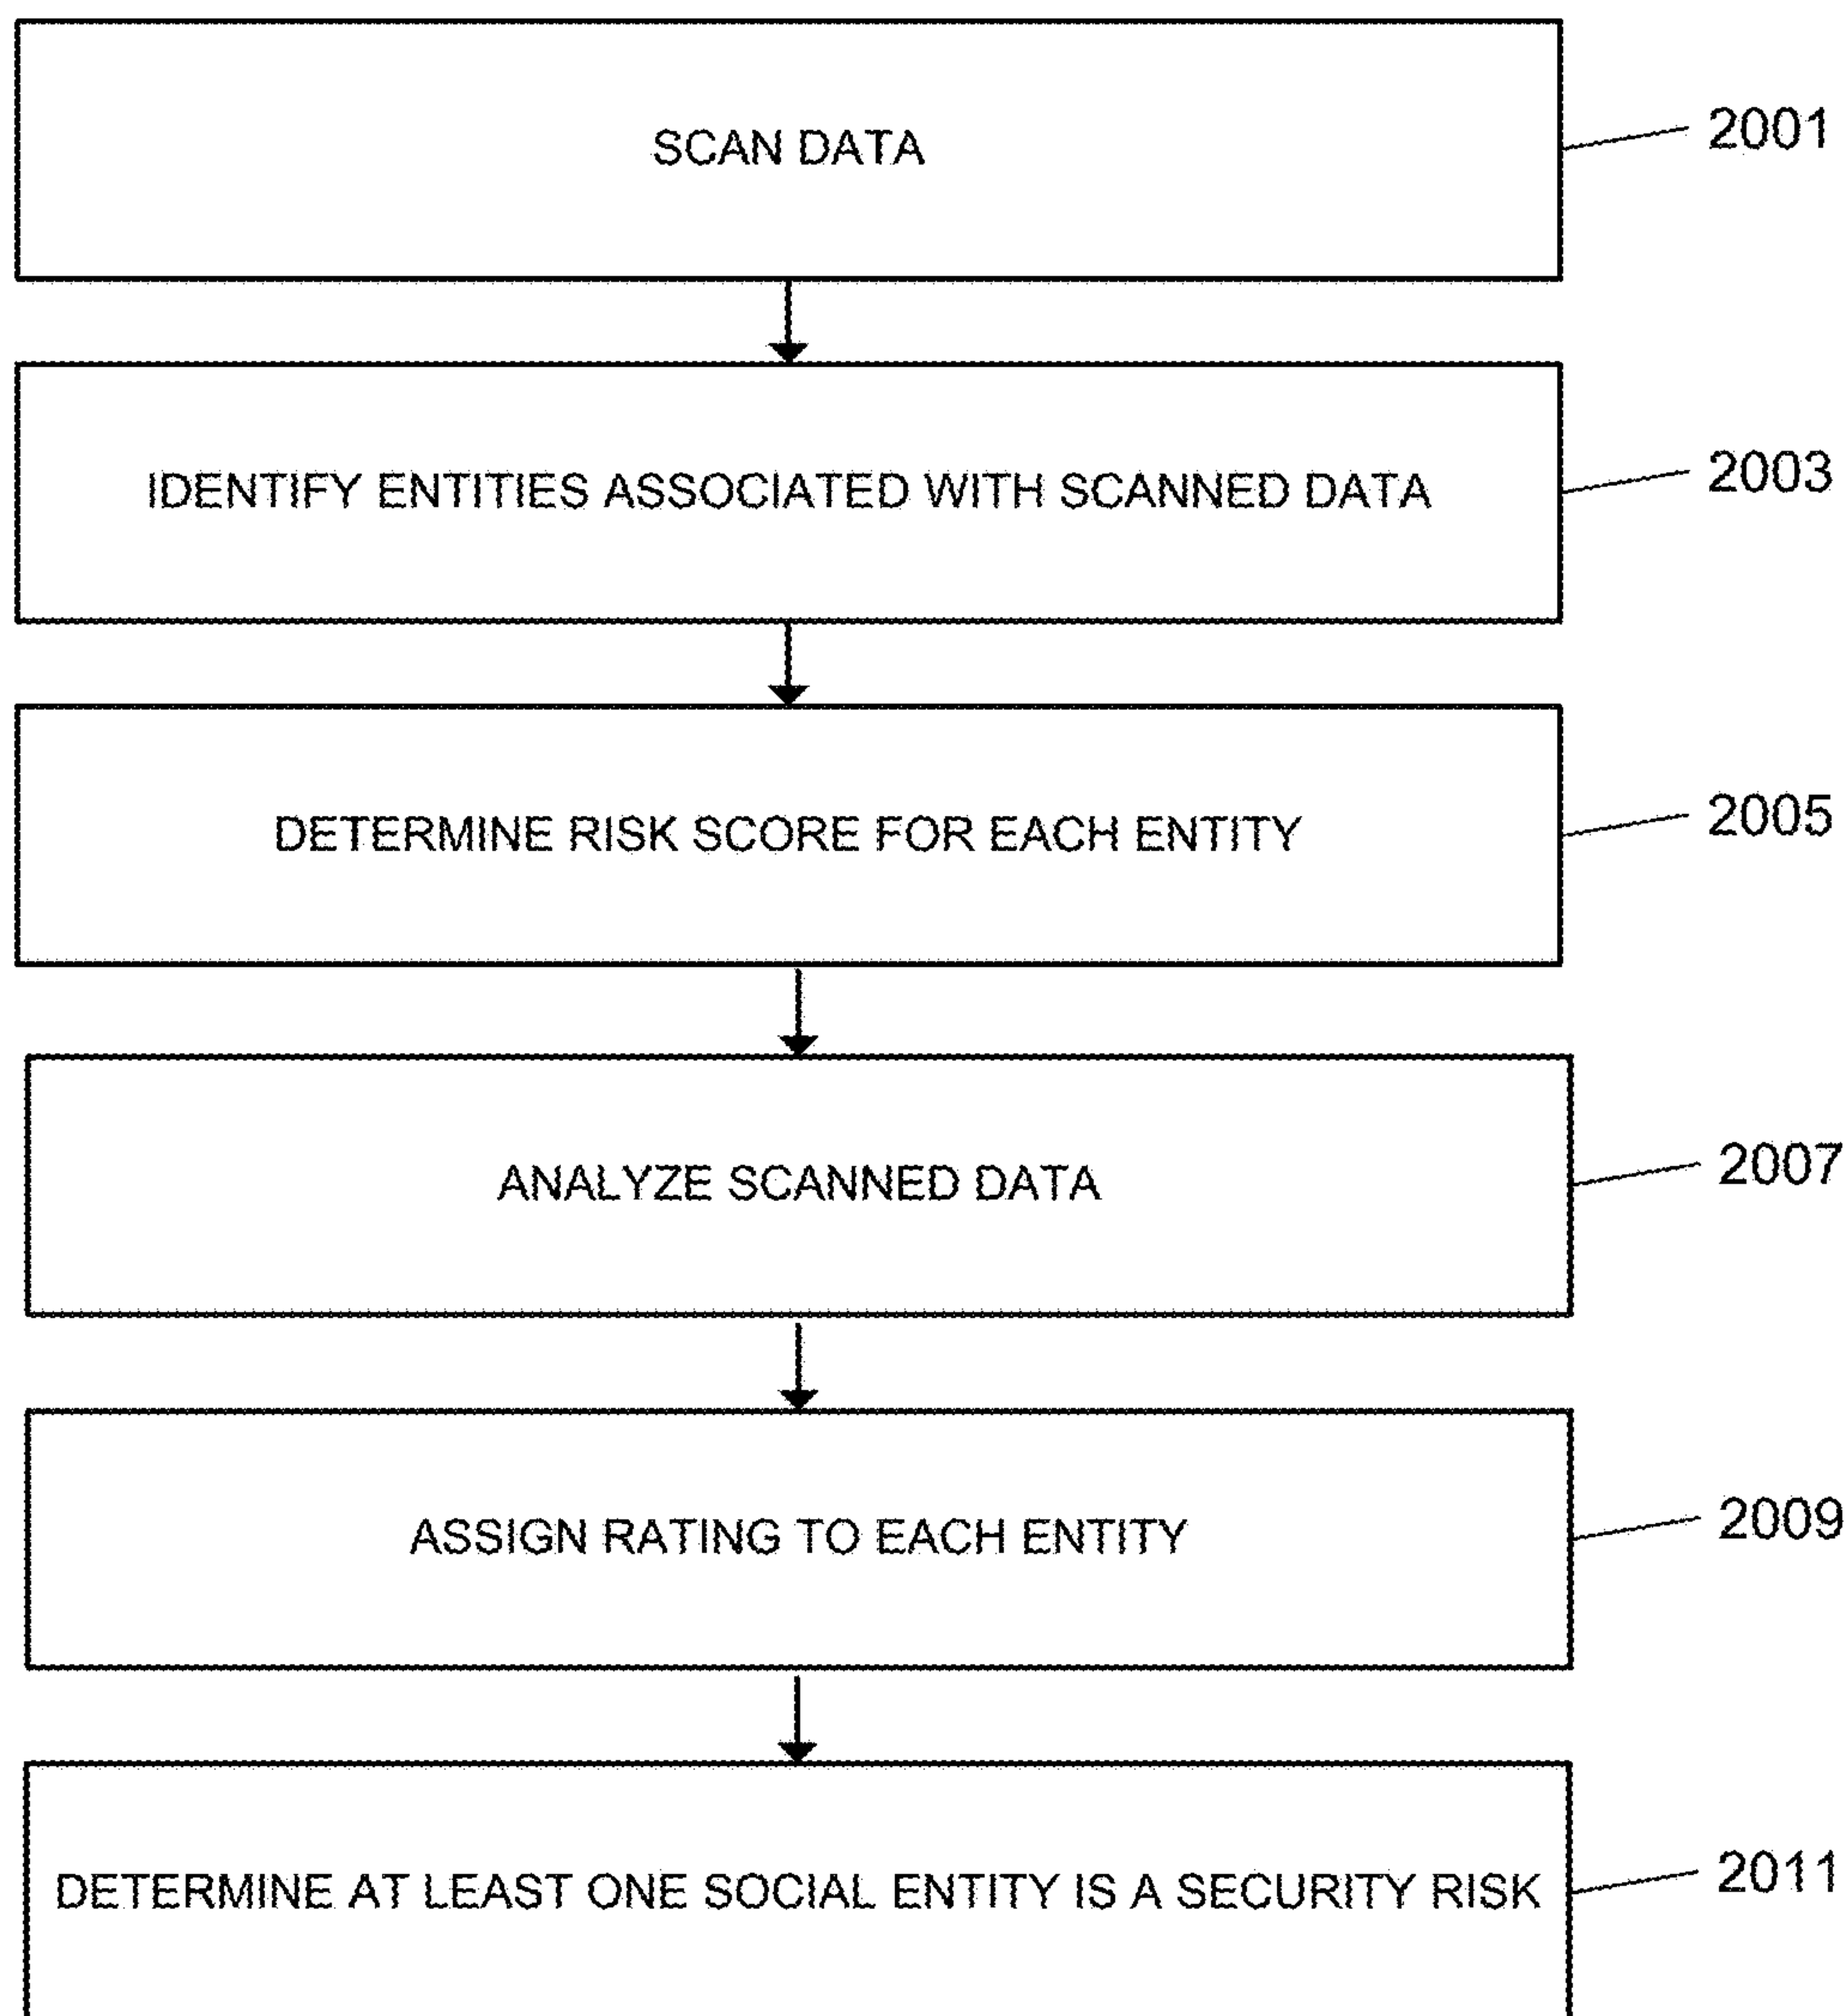 SCAN DATA
2001
IDENTIFY ENTITIES ASSOCIATED WITH SCANNED DATA
2003
DETERMINE RISK SCORE FOR EACH ENTITY
2005
ANALYZE SCANNED DATA
2007
ASSIGN RATING TO EACH ENTITY
2009
DETERMINE AT LEAST ONE SOCIAL ENTITY IS A SECURITY RISK
2011